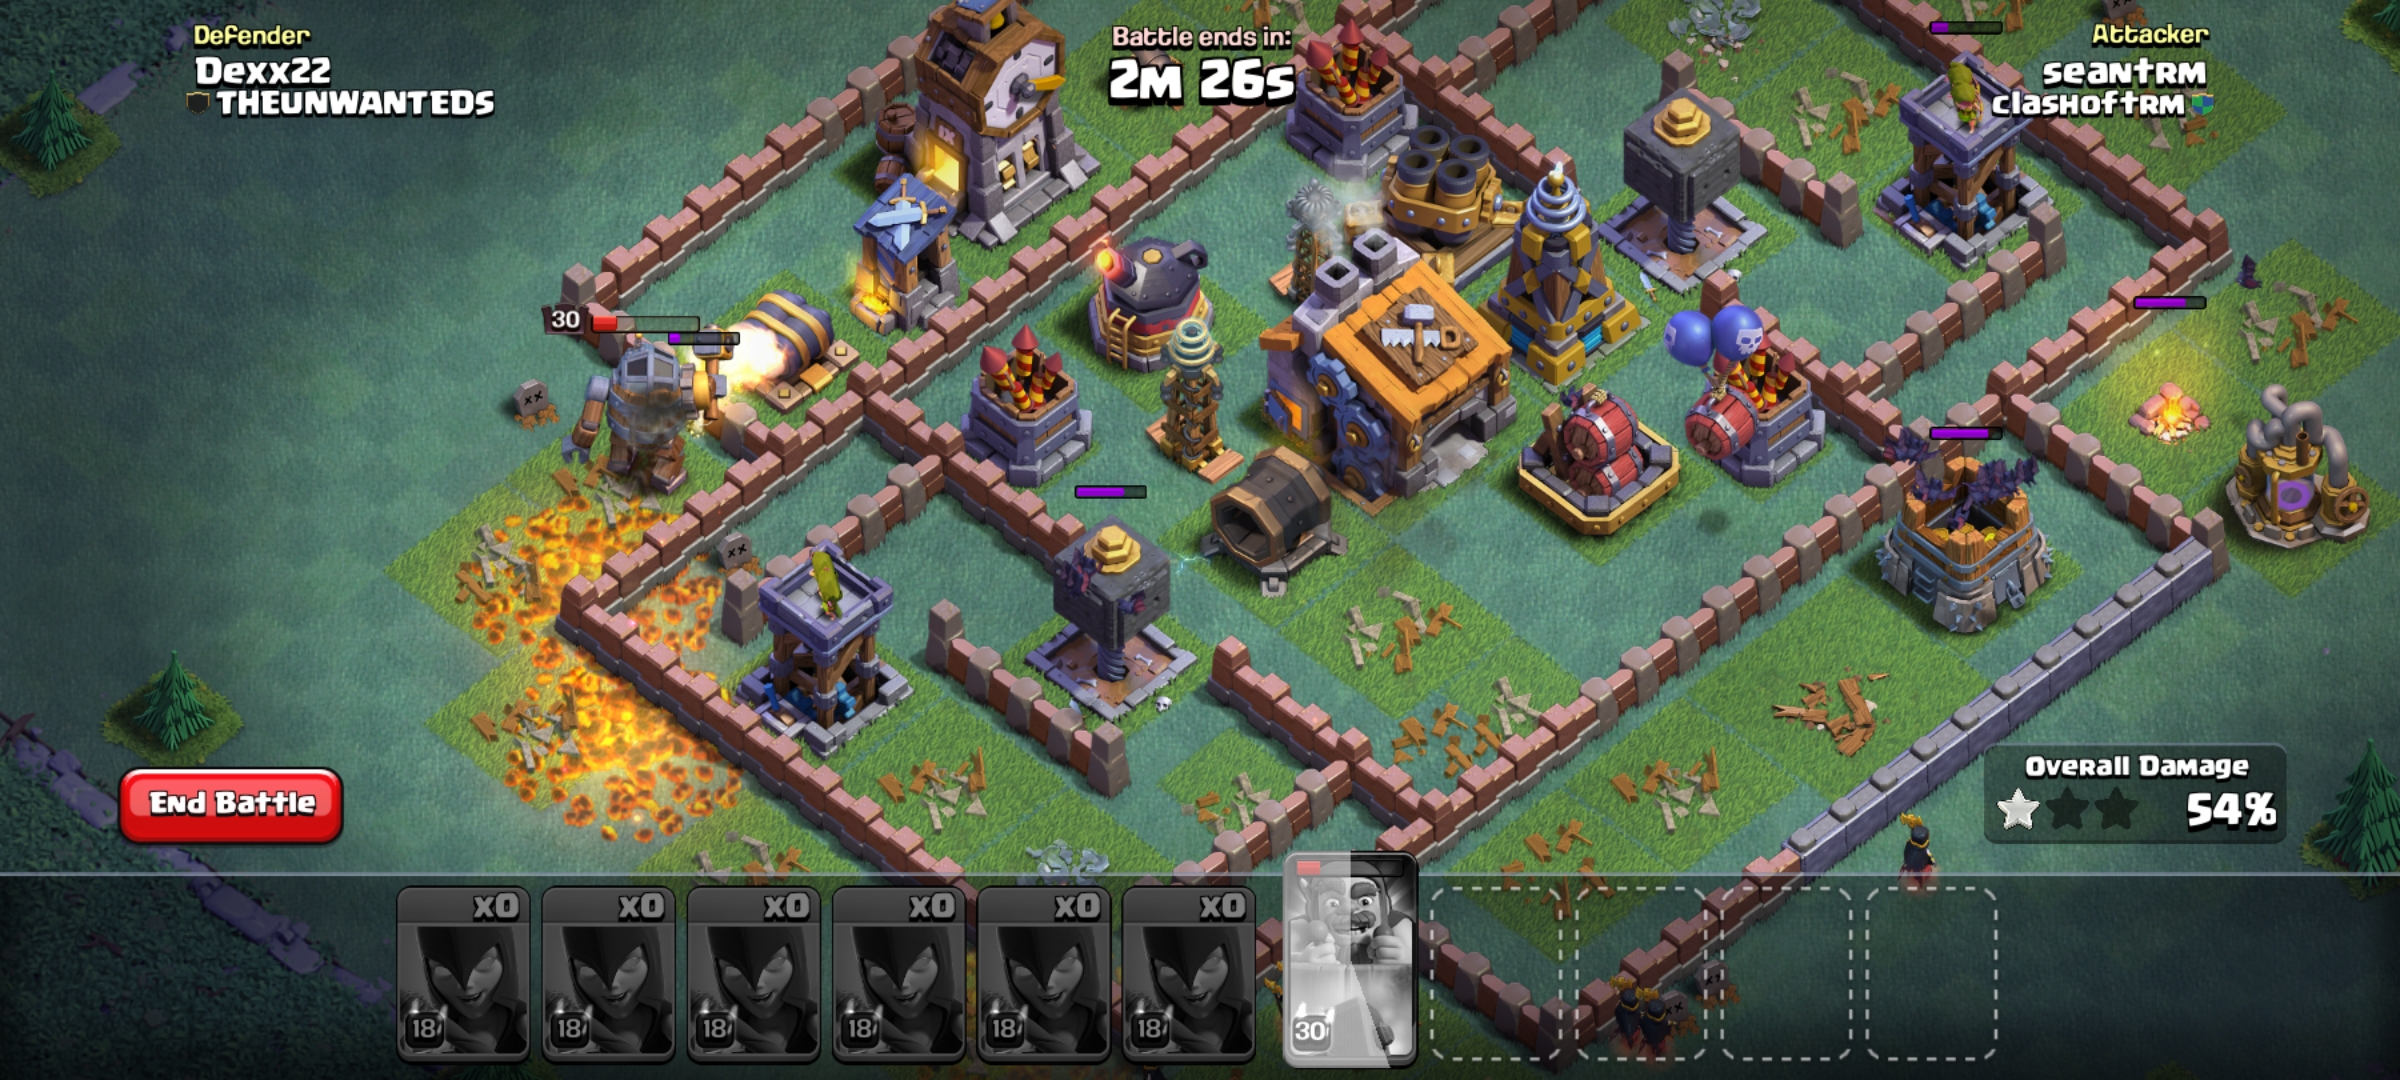 Defender
Dexx22
THEUNWANTEDS
Battle ends in:
2M 26s
Attacker
seantRM
clashoftRM
30
End Battle
Overall Damage
54%
x0
x0
x0
x0
x0
x0
18
18
18
18
18
18
30